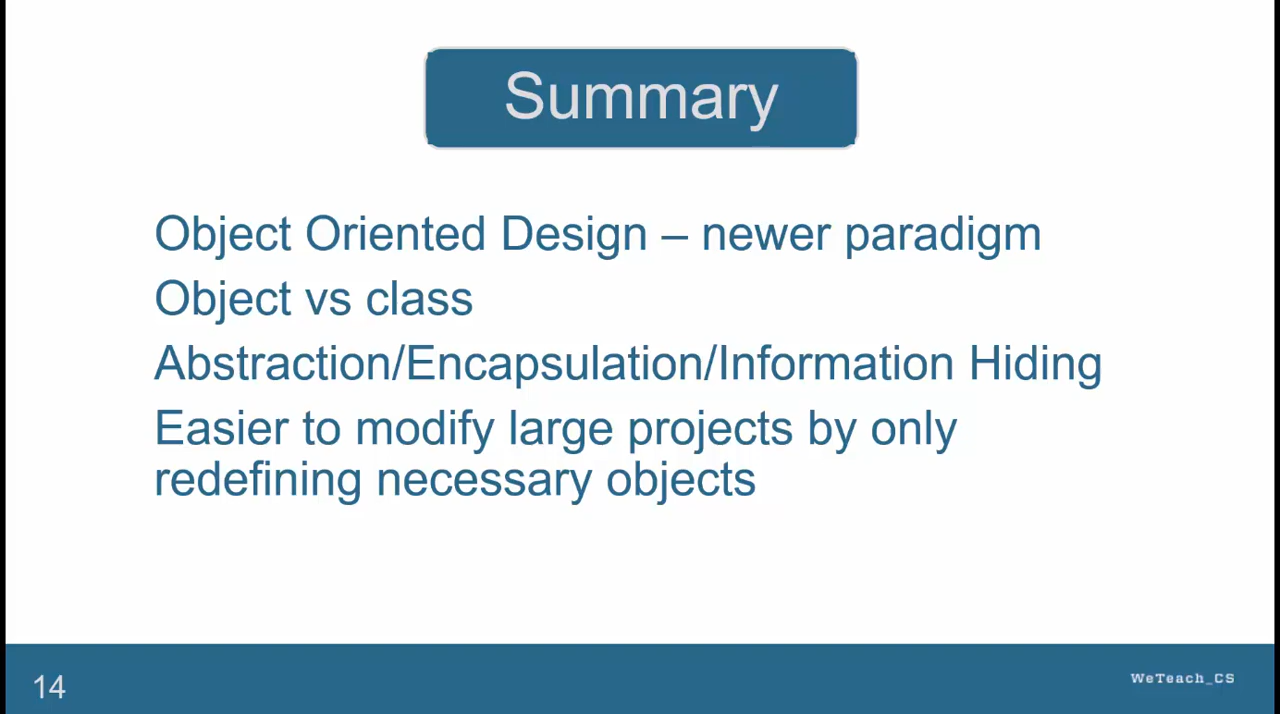 Summary
Object Oriented Design – newer paradigm
Object vs class
Abstraction/Encapsulation/Information Hiding
Easier to modify large projects by only
redefining necessary objects
14
WeTeach_CS